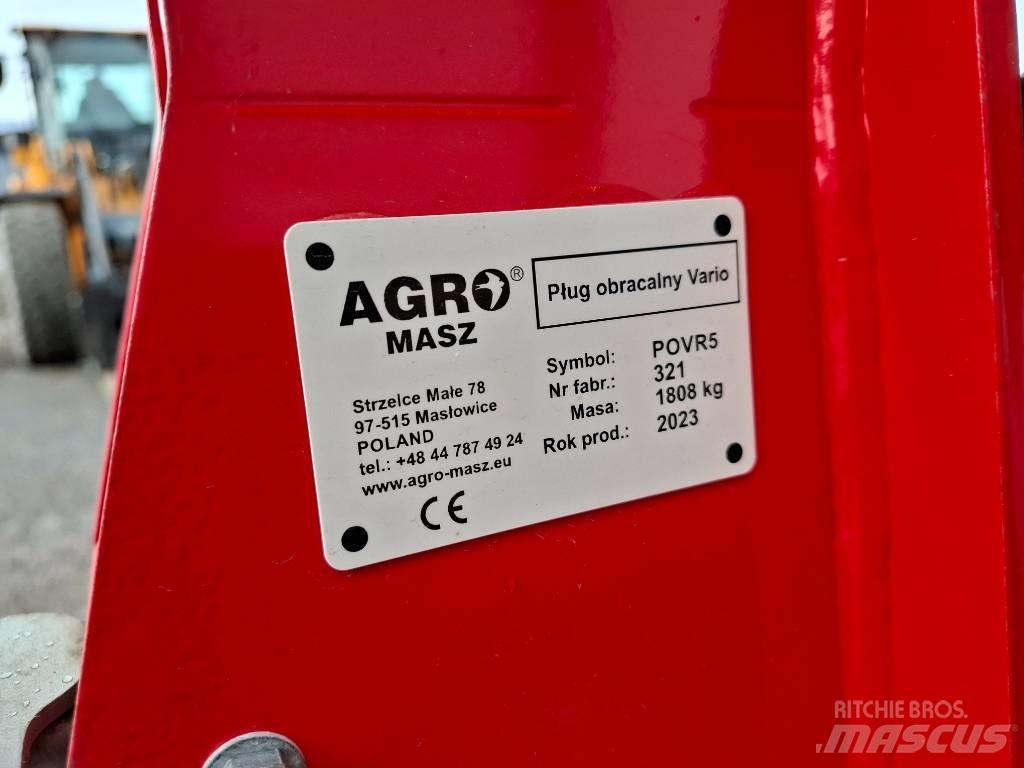 AGRO®
MASZ
Pług obracalny Vario
Symbol: POVR5
Nr fabr.: 321
Masa: 1808 kg
Rok prod.: 2023
Strzelce Małe 78
97-515 Masłowice
POLAND
tel.: +48 44 787 49 24
www.agro-masz.eu
CE
RITCHIE BROS.
MASCUS